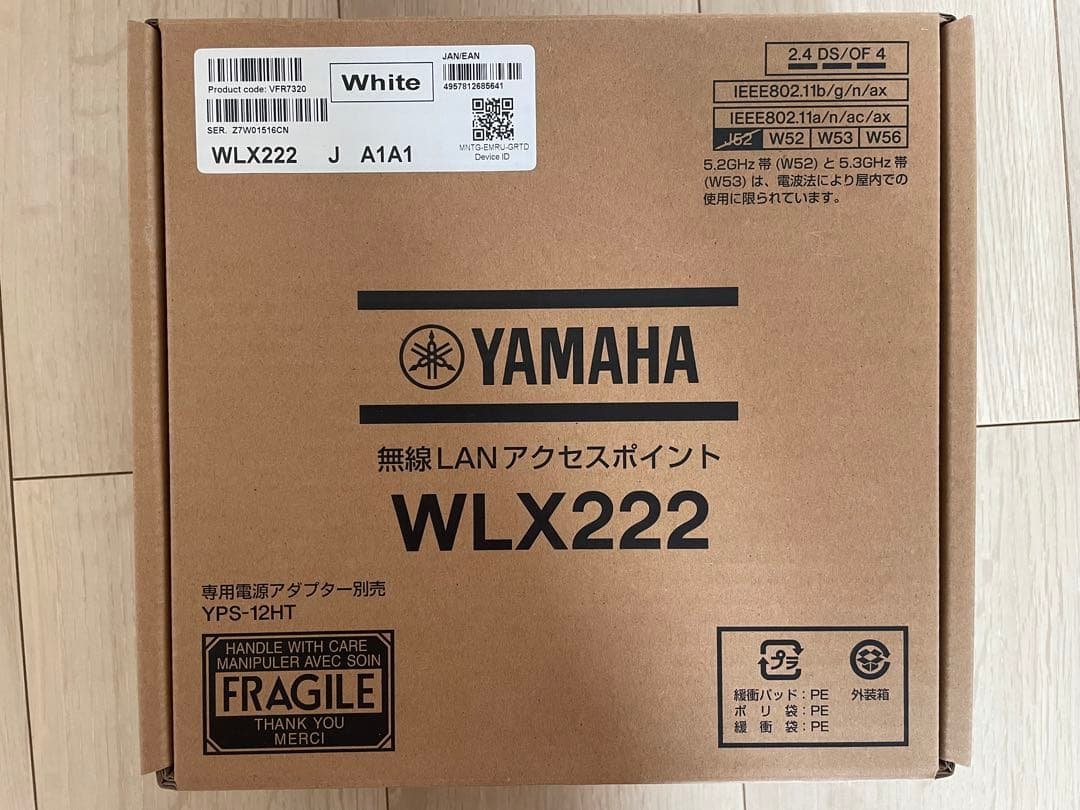 Product code: VFR7320
White
JAN/EAN
4957812685641
SER. Z7W01516CN
MNTG-EMRU-GRTD
Device ID
WLX222 J A1A1
2.4 DS/OF 4
IEEE802.11b/g/n/ax
IEEE802.11a/n/ac/ax
J52 W52 W53 W56
5.2GHz 帯 (W52) と 5.3GHz 帯
(W53) は、電波法により屋内での
使用に限られています。
YAMAHA
無線LANアクセスポイント
WLX222
専用電源アダプター別売
YPS-12HT
HANDLE WITH CARE
MANIPULER AVEC SOIN
FRAGILE
THANK YOU
MERCI
プラ
緩衝パッド：PE
ポリ袋：PE
緩衝袋：PE
外装箱